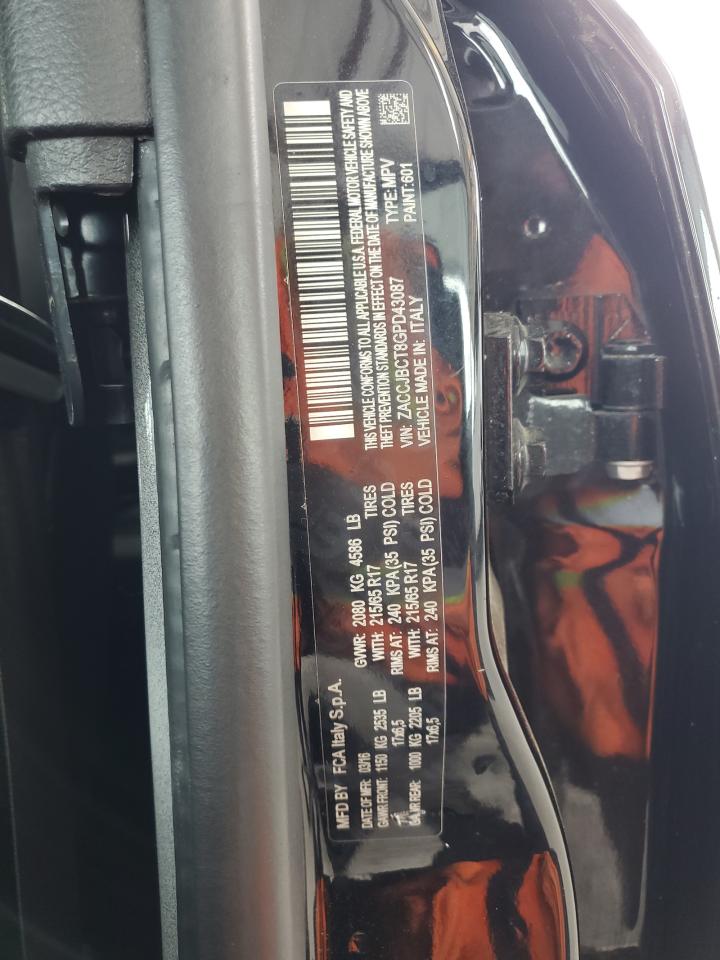 MFD BY FCA Italy S.p.A.
DATE OF MFR: 03/16 GVWR: 2080 KG 4586 LB
GAWR FRONT: 1150 KG 2535 LB WITH: 215/65 R17 TIRES
17x6,5 RIMS AT: 240 KPA(35 PSI) COLD
GAWR REAR: 1000 KG 2205 LB WITH: 215/65 R17 TIRES
17x6,5 RIMS AT: 240 KPA(35 PSI) COLD
THIS VEHICLE CONFORMS TO ALL APPLICABLE U.S.A. FEDERAL MOTOR VEHICLE SAFETY AND
THEFT PREVENTION STANDARDS IN EFFECT ON THE DATE OF MANUFACTURE SHOWN ABOVE
VIN: ZACCJBCT8GPD43087 TYPE: MPV
VEHICLE MADE IN: ITALY PAINT: 601